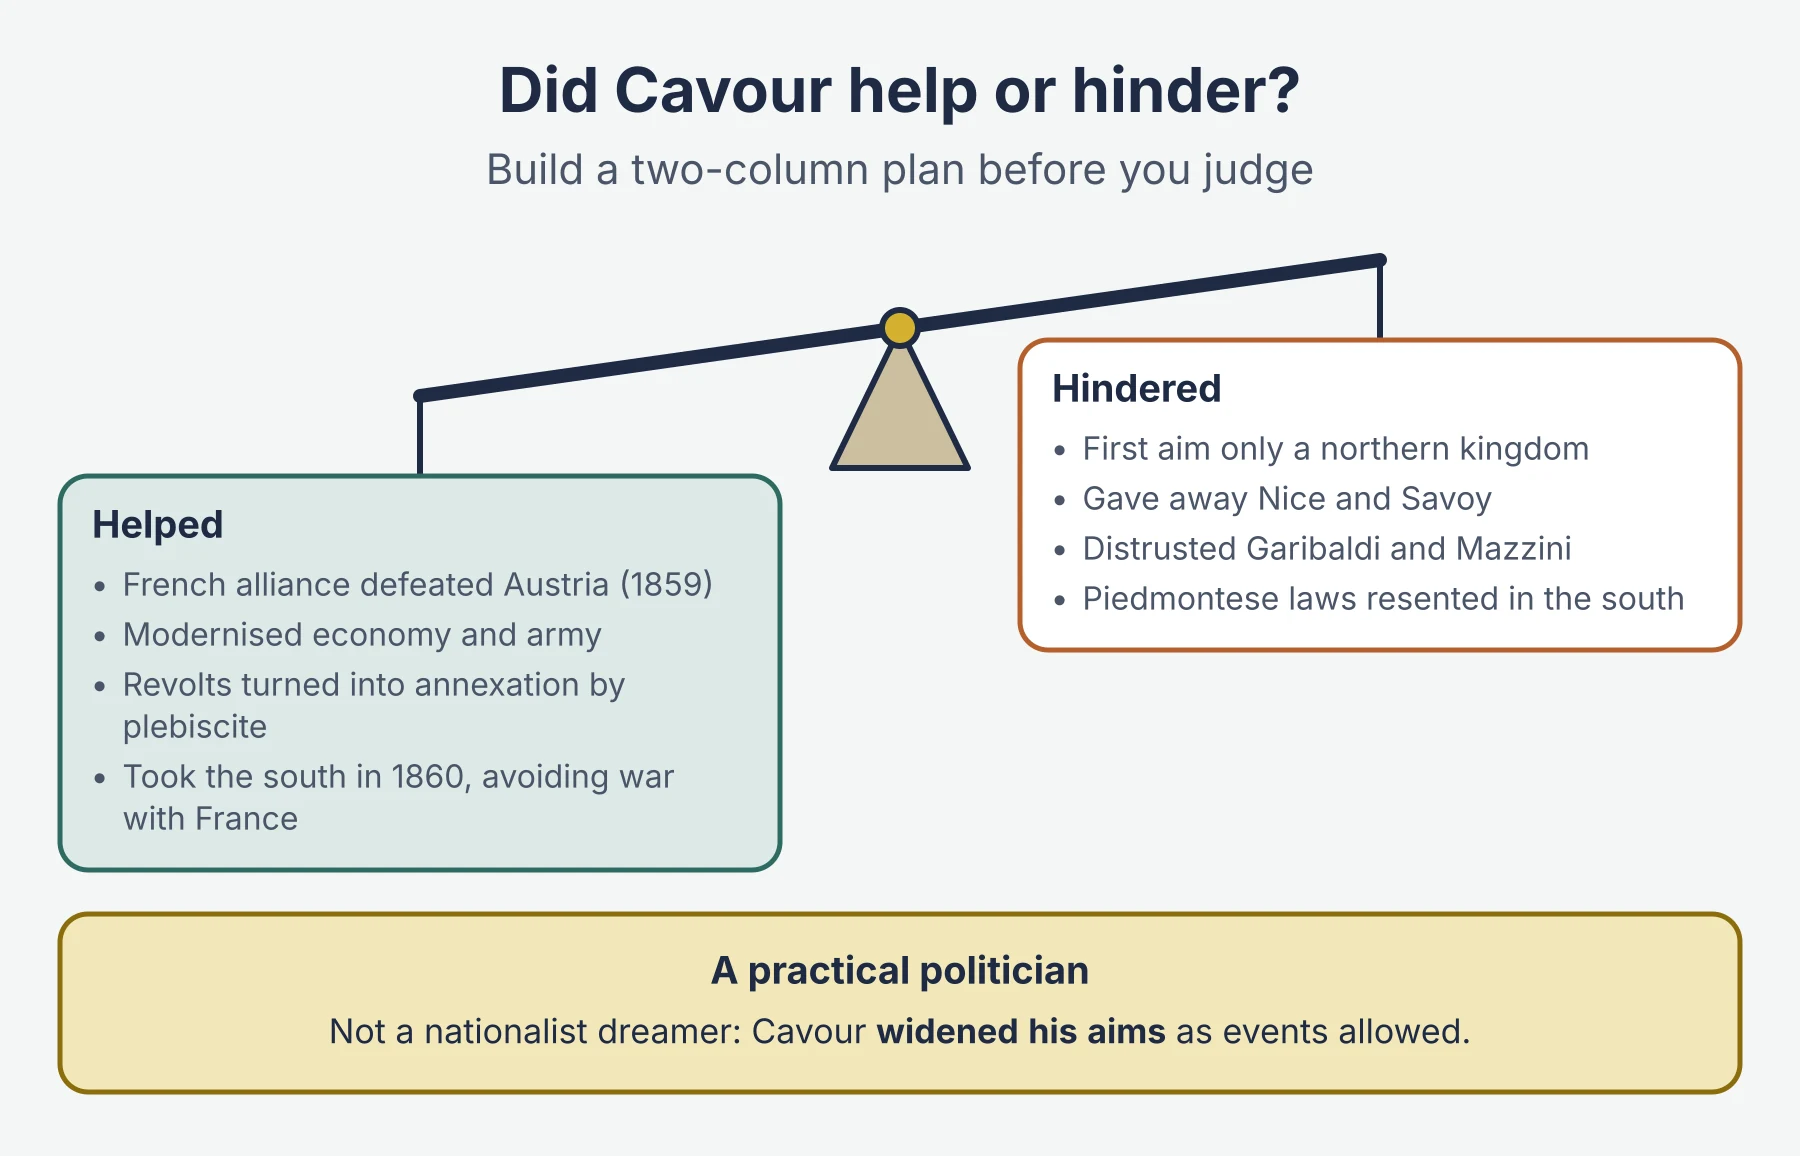 Did Cavour help or hinder?
Build a two-column plan before you judge
Helped
• French alliance defeated Austria (1859)
• Modernised economy and army
• Revolts turned into annexation by
plebiscite
• Took the south in 1860, avoiding war
with France
Hindered
• First aim only a northern kingdom
• Gave away Nice and Savoy
• Distrusted Garibaldi and Mazzini
• Piedmontese laws resented in the south
A practical politician
Not a nationalist dreamer: Cavour widened his aims as events allowed.